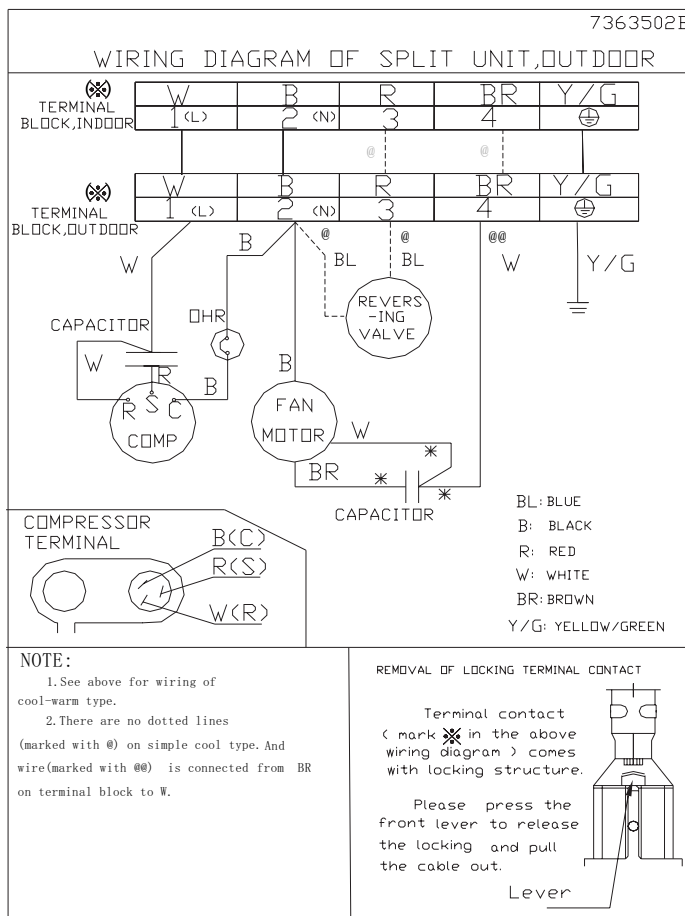 7363502B
WIRING DIAGRAM OF SPLIT UNIT,OUTDOOR
(※)
TERMINAL
BLOCK,INDOOR
W B R BR Y/G
1 (L) 2 (N) 3 4
@ @
(※)
TERMINAL
BLOCK,OUTDOOR
W B R BR Y/G
1 (L) 2 (N) 3 4
@ @ @@
W B BL BL W Y/G
REVERS
-ING
VALVE
CAPACITOR
OHR
W R B B
R S C
COMP
FAN
MOTOR
W
*
BR * *
CAPACITOR
BL: BLUE
B: BLACK
R: RED
W: WHITE
BR: BROWN
Y/G: YELLOW/GREEN
COMPRESSOR
TERMINAL
B(C)
R(S)
W(R)
NOTE:
1.See above for wiring of
cool-warm type.
2.There are no dotted lines
(marked with @) on simple cool type. And
wire(marked with @@) is connected from BR
on terminal block to W.
REMOVAL OF LOCKING TERMINAL CONTACT
Terminal contact
( mark ※ in the above
wiring diagram ) comes
with locking structure.
Please press the
front lever to release
the locking and pull
the cable out.
Lever